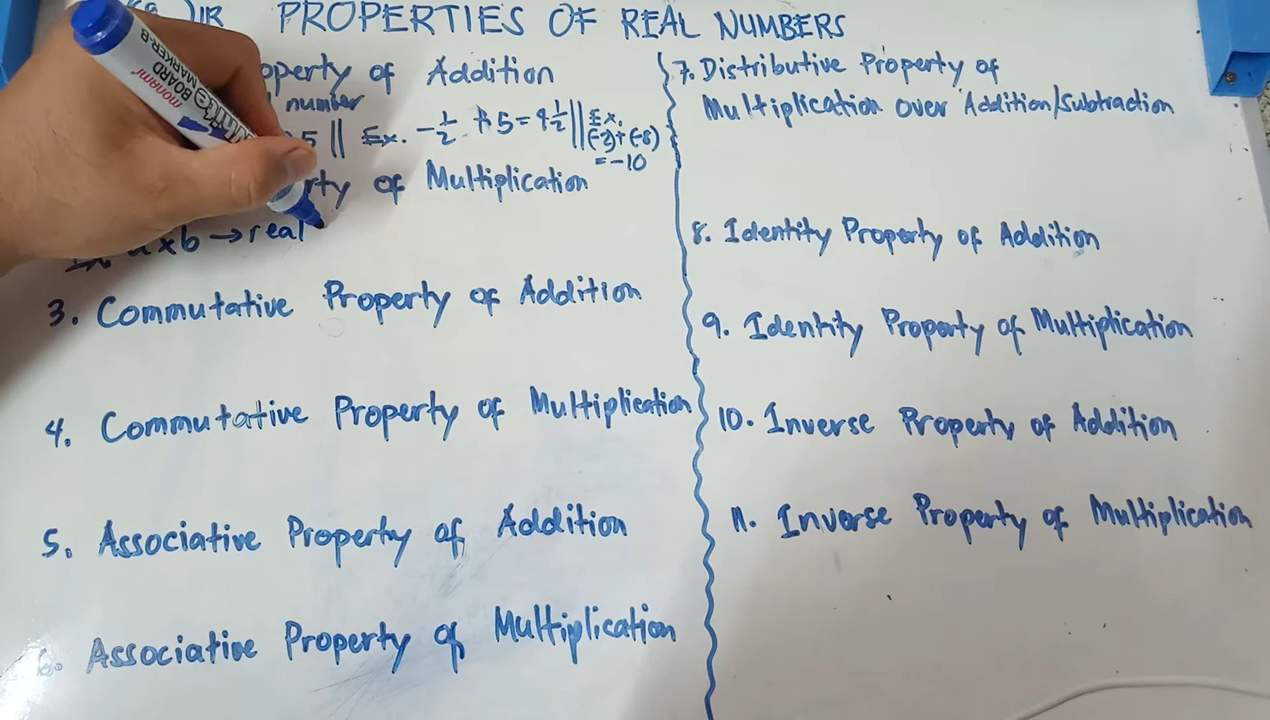 PROPERTIES OF REAL NUMBERS
operty of Addition
number
5 || Ex. -1/2 + 5 = 4 1/2 || Ex.
(-2)+(-8)
=-10
rty of Multiplication
a x b → real
3. Commutative Property of Addition
4. Commutative Property of Multiplication
5. Associative Property of Addition
6. Associative Property of Multiplication
7. Distributive Property of
Multiplication over Addition/Subtraction
8. Identity Property of Addition
9. Identity Property of Multiplication
10. Inverse Property of Addition
11. Inverse Property of Multiplication
monami
BOARD
MARKER-B